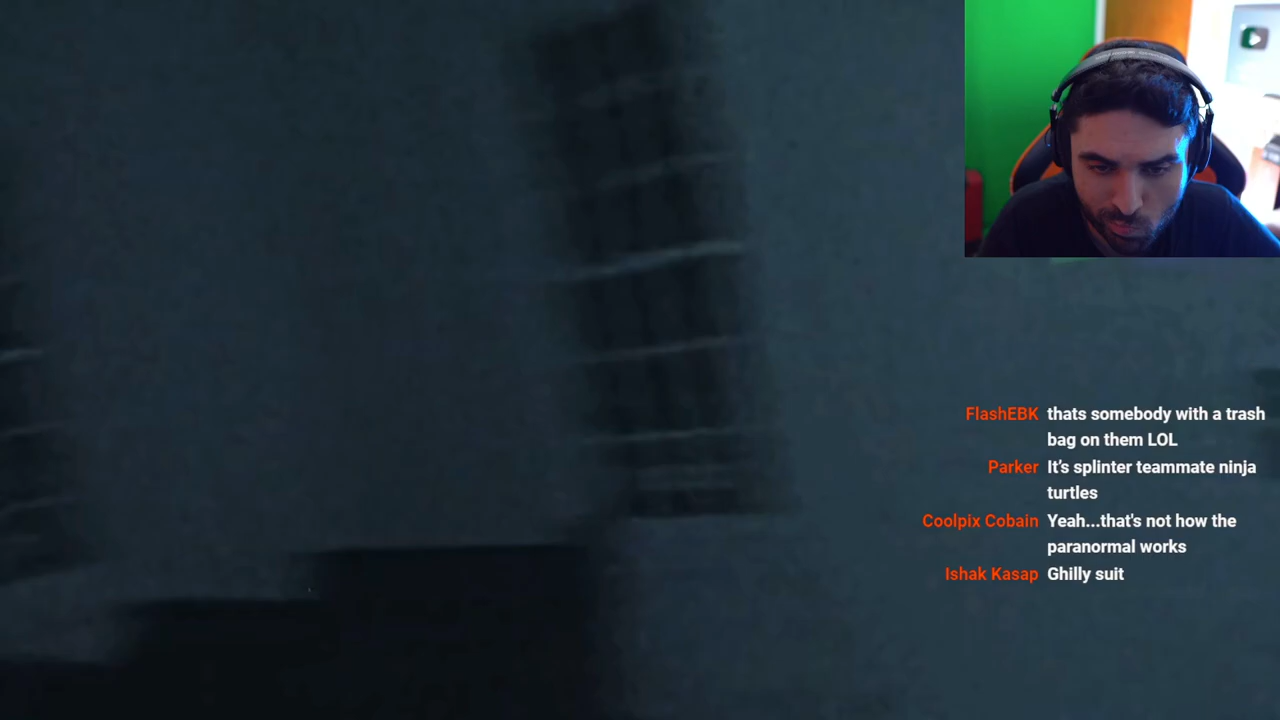 FlashEBK thats somebody with a trash
bag on them LOL
Parker It's splinter teammate ninja
turtles
Coolpix Cobain Yeah...that's not how the
paranormal works
Ishak Kasap Ghilly suit